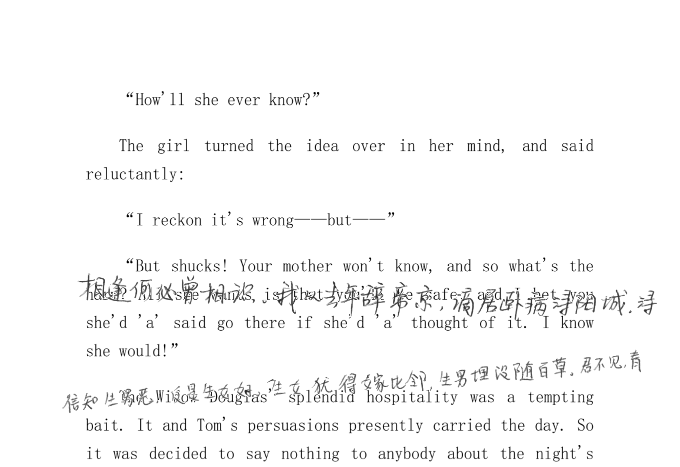 “How'll she ever know?”
The girl turned the idea over in her mind, and said
reluctantly:
“I reckon it's wrong——but——”
“But shucks! Your mother won't know, and so what's the
相逢何必曾相识.我从去年辞帝京,谪居卧病浔阳城.浔
she wants is that you'll be safe; and I bet you
she'd 'a' said go there if she'd 'a' thought of it. I know
she would!”
信知生男恶,反是生女好.生女犹得嫁比邻,生男埋没随百草.君不见,青
The Widow Douglas' splendid hospitality was a tempting
bait. It and Tom's persuasions presently carried the day. So
it was decided to say nothing to anybody about the night's